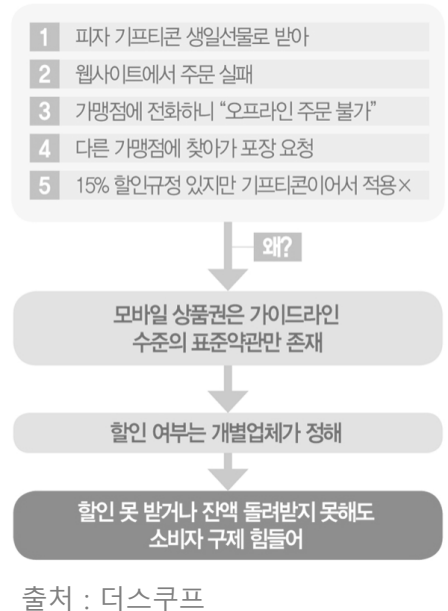 1 피자 기프티콘 생일선물로 받아
2 웹사이트에서 주문 실패
3 가맹점에 전화하니 “오프라인 주문 불가”
4 다른 가맹점에 찾아가 포장 요청
5 15% 할인규정 있지만 기프티콘이어서 적용×
왜?
모바일 상품권은 가이드라인
수준의 표준약관만 존재
할인 여부는 개별업체가 정해
할인 못 받거나 잔액 돌려받지 못해도
소비자 구제 힘들어
출처 : 더스쿠프